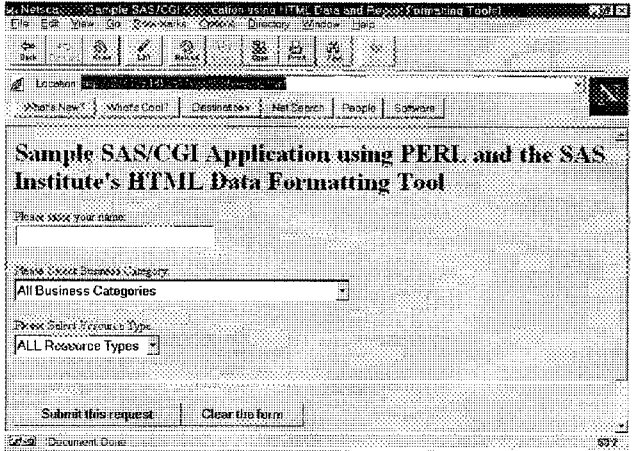 Netscape - [Sample SAS/CGI Application using HTML Data and Report Formatting Tools]
File Edit View Go Bookmarks Options Directory Window Help
Back Home Edit Reload Open Print Find
Location:
What's New? What's Cool? Destinations Net Search People Software
Sample SAS/CGI Application using PERL and the SAS
Institute's HTML Data Formatting Tool
Please enter your name:
Please Select Business Category:
All Business Categories
Please Select Resource Type
ALL Resource Types
Submit this request Clear the form
Document: Done